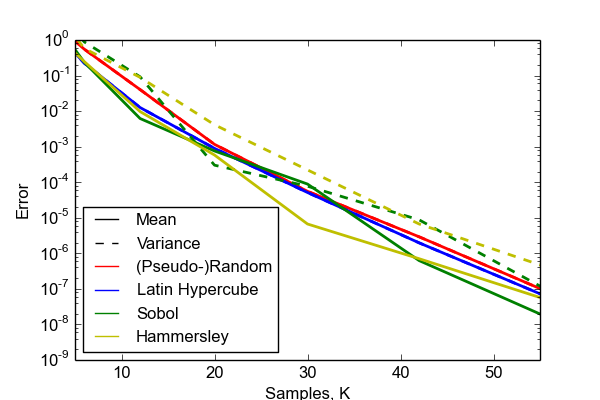 10^0
10^-1
10^-2
10^-3
10^-4
10^-5
10^-6
10^-7
10^-8
10^-9
Error
Mean
Variance
(Pseudo-)Random
Latin Hypercube
Sobol
Hammersley
10 20 30 40 50
Samples, K